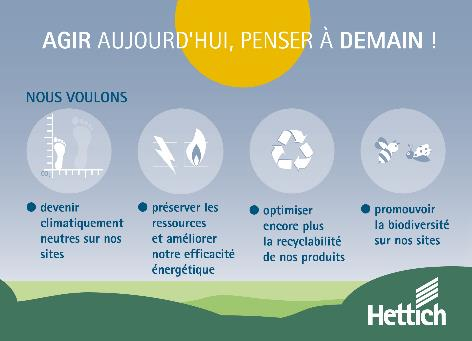 AGIR AUJOURD'HUI, PENSER À DEMAIN !
NOUS VOULONS
devenir
climatiquement
neutres sur nos
sites
préserver les
ressources
et améliorer
notre efficacité
énergétique
optimiser
encore plus
la recyclabilité
de nos produits
promouvoir
la biodiversité
sur nos sites
Hettich